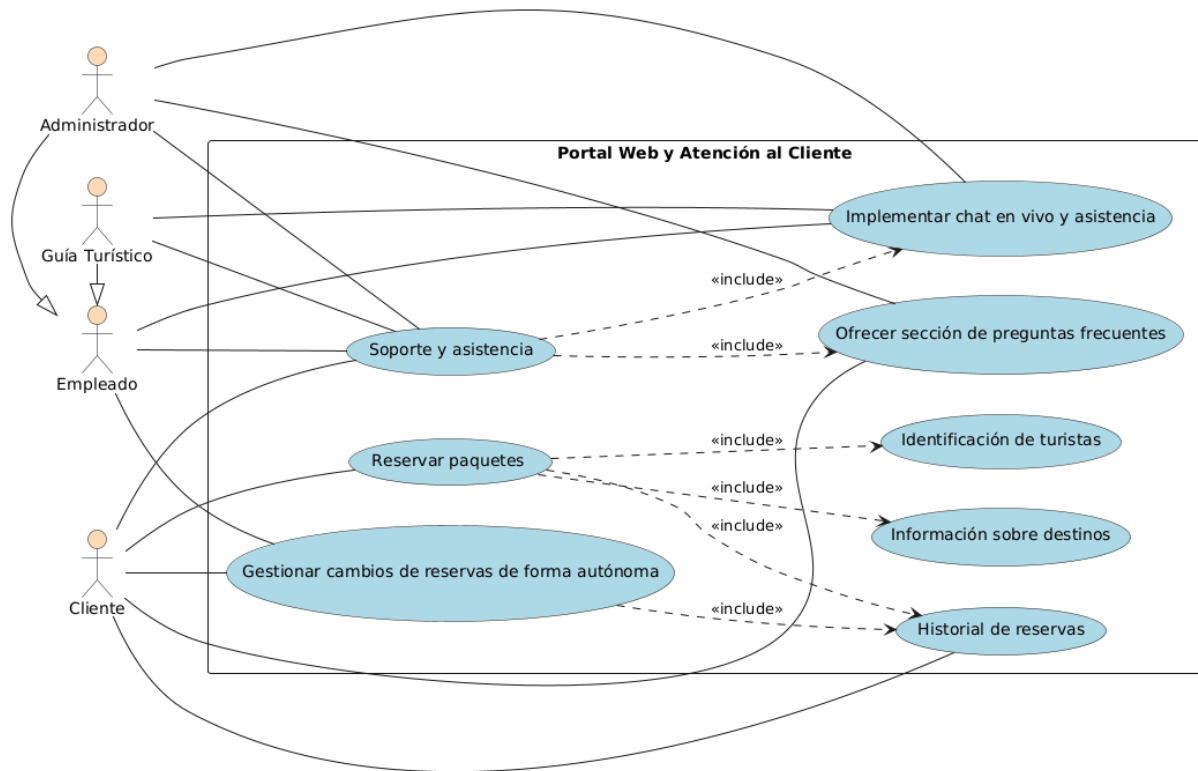 Administrador
Portal Web y Atención al Cliente
Guía Turístico
Implementar chat en vivo y asistencia
«include»
Empleado
Soporte y asistencia
«include»
Ofrecer sección de preguntas frecuentes
Reservar paquetes
«include»
Identificación de turistas
«include»
Información sobre destinos
«include»
Cliente
Gestionar cambios de reservas de forma autónoma
«include»
Historial de reservas